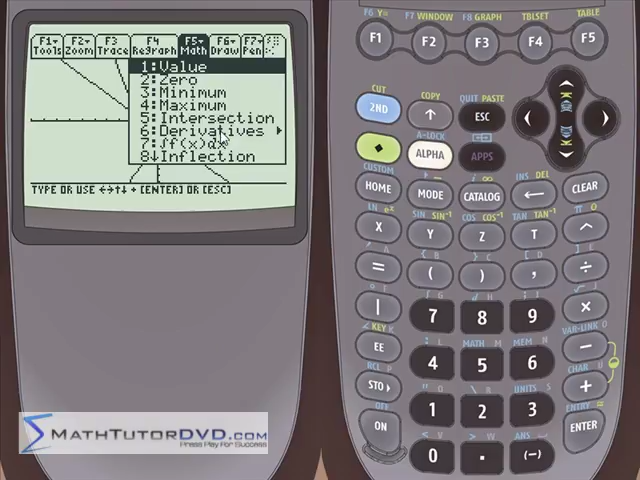 F1▾ F2▾ F3 F4 F5▾ F6▾ F7▾
Tools Zoom Trace ReGraph Math Draw Pen
1:Value
2:Zero
3:Minimum
4:Maximum
5:Intersection
6:Derivatives ▸
7:∫f(x)dx
8↓Inflection
TYPE OR USE ←→↑↓ + [ENTER] OR [ESC]
F6 Y= F7 WINDOW F8 GRAPH TBLSET TABLE
F1 F2 F3 F4 F5
CUT COPY QUIT PASTE
2ND ↑ ESC
A-LOCK
◆ ALPHA APPS
CUSTOM INS DEL
HOME MODE CATALOG ← CLEAR
LN eˣ SIN SIN⁻¹ COS COS⁻¹ TAN TAN⁻¹ π
X Y Z T ^
= ( ) , ÷
| 7 8 9 ×
∠ KEY K L MATH M MEM N VAR-LINK O
EE 4 5 6 −
RCL P Q R UNITS S CHAR U
STO▸ 1 2 3 +
OFF V W ANS ENTRY
ON 0 . (−) ENTER
MATHTUTORDVD.COM
Press Pay For Success